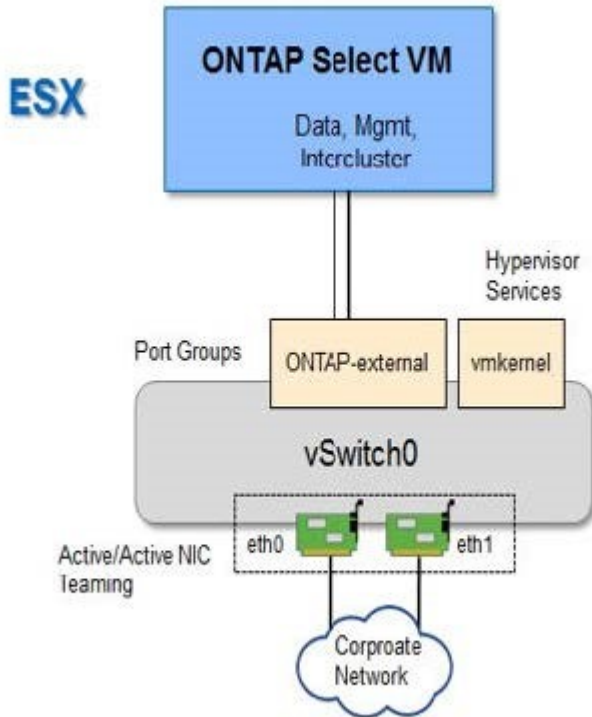 ESX
ONTAP Select VM
Data, Mgmt,
Intercluster
Hypervisor
Services
Port Groups
ONTAP-external
vmkernel
vSwitch0
eth0
eth1
Active/Active NIC
Teaming
Corproate
Network